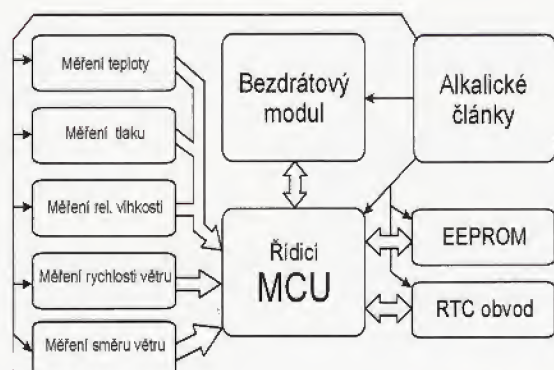 Měření teploty
Měření tlaku
Měření rel. vlhkosti
Měření rychlosti větru
Měření směru větru
Bezdrátový
modul
Řídicí
MCU
Alkalické
články
EEPROM
RTC obvod